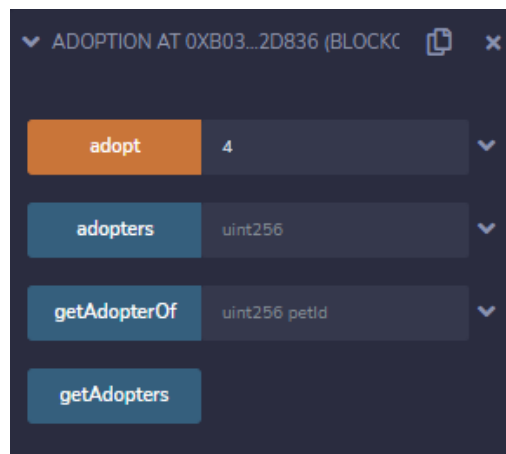 ADOPTION AT 0XB03...2D836 (BLOCKC
adopt 4
adopters uint256
getAdopterOf uint256 petId
getAdopters